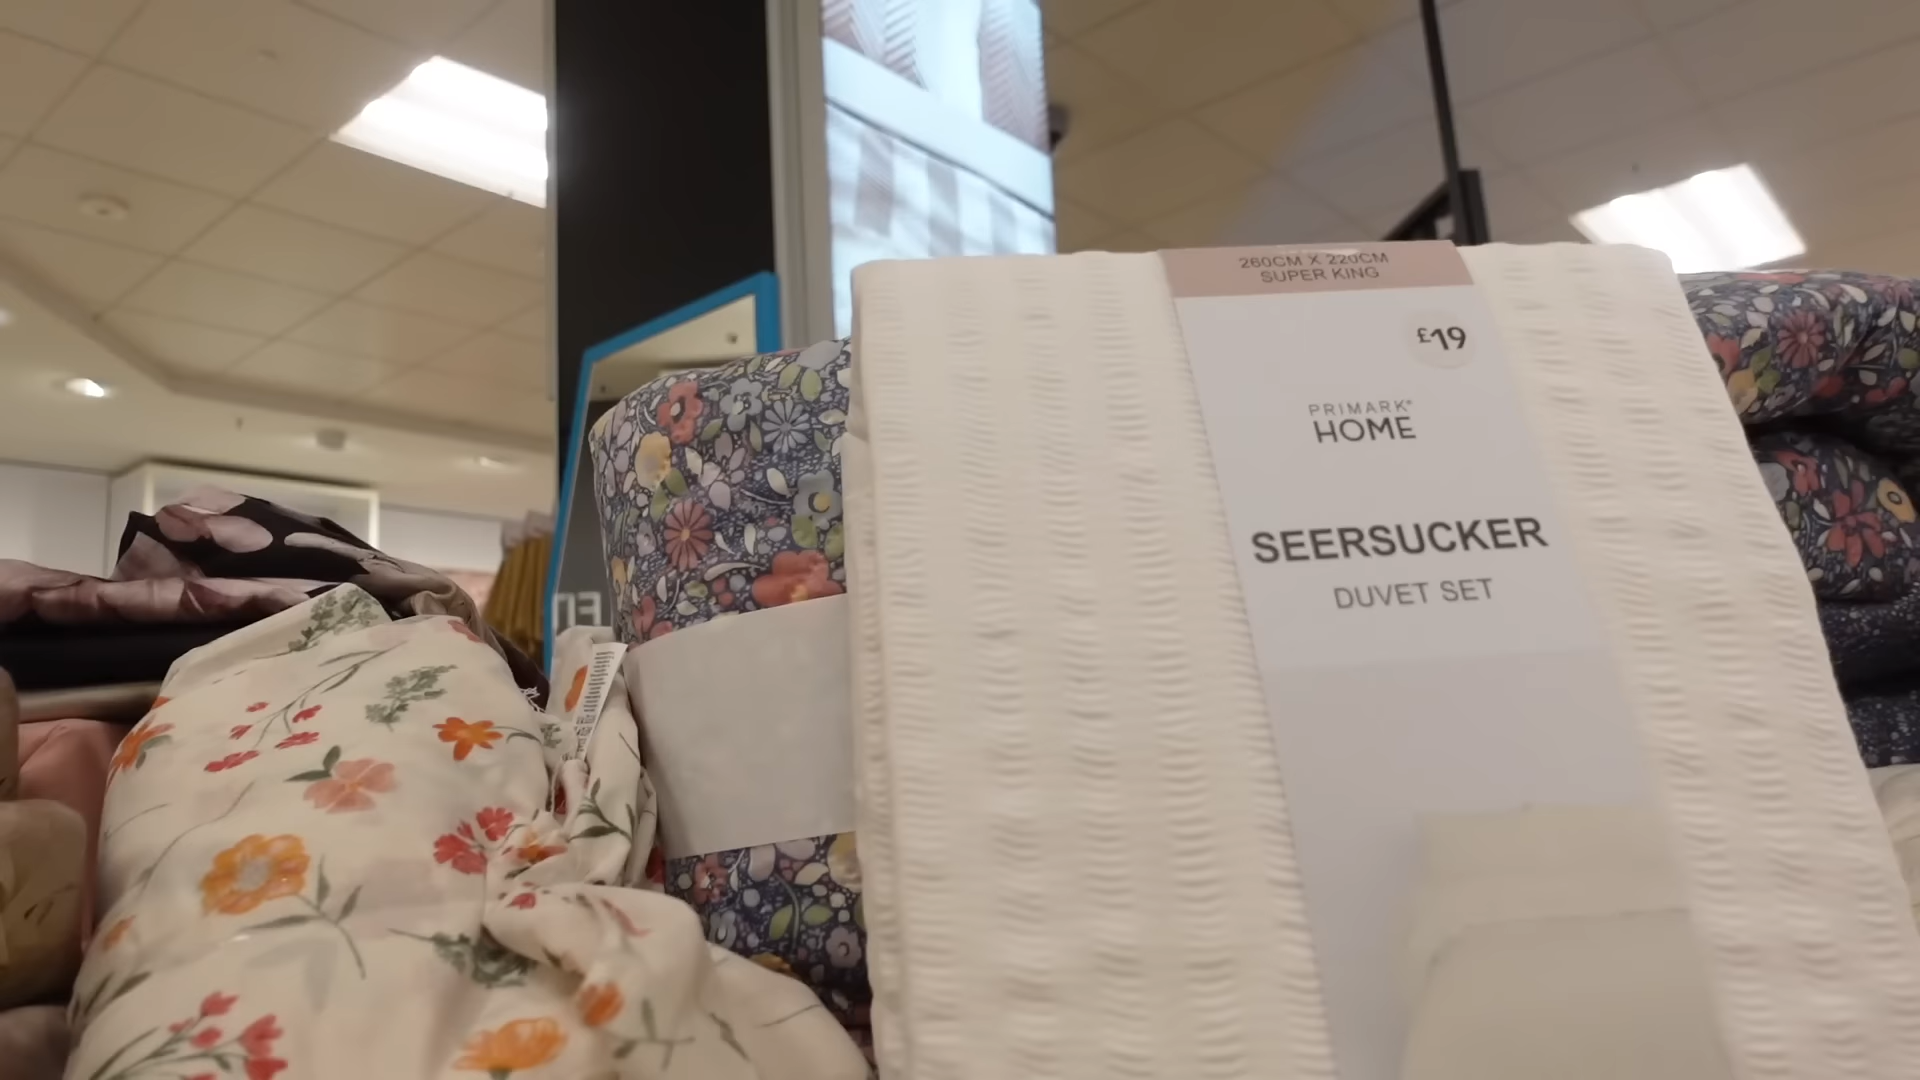 260CM X 220CM
SUPER KING
£19
PRIMARK®
HOME
SEERSUCKER
DUVET SET